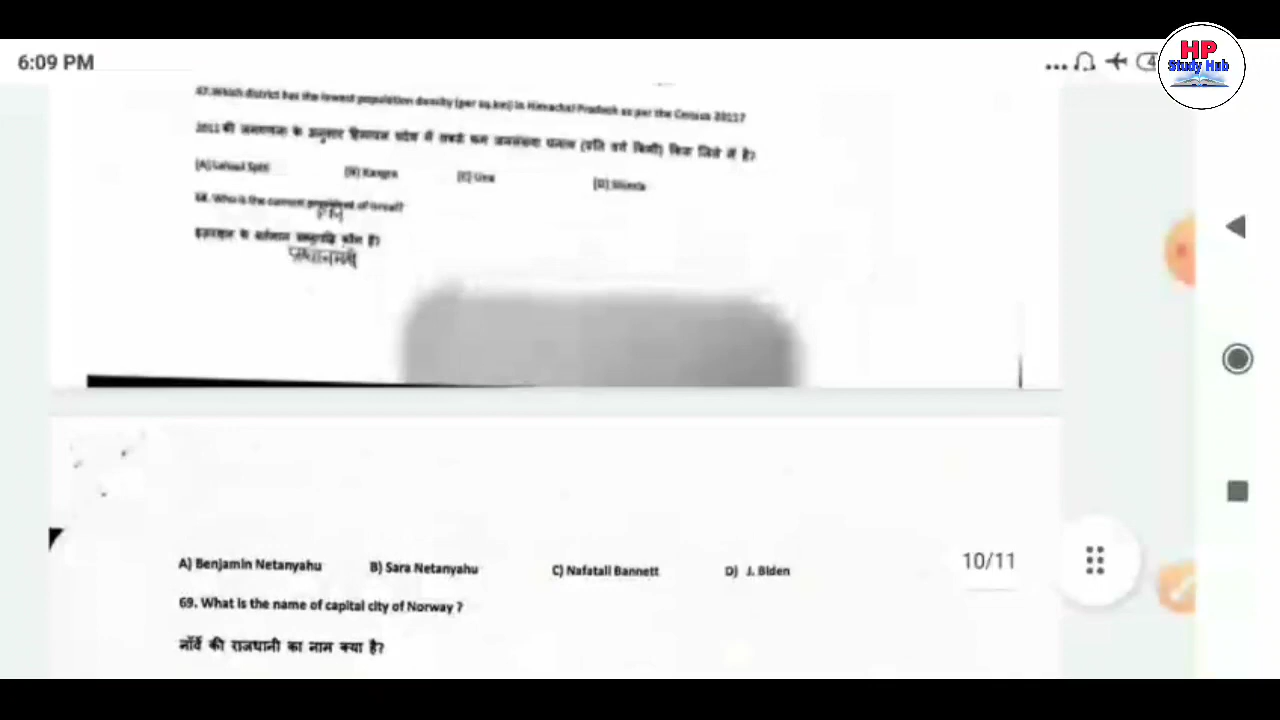 6:09 PM
HP
Study Hub
67. Which district has the lowest population density (per sq.km) in Himachal Pradesh as per the Census 2011?
2011 की जनगणना के अनुसार हिमाचल प्रदेश में सबसे कम जनसंख्या घनत्व (प्रति वर्ग किमी) किस जिले में है?
(A) Lahaul Spiti (B) Kangra (C) Una (D) Shimla
68. Who is the current president of Isreal?
PM
इज़राइल के वर्तमान राष्ट्रपति कौन है?
प्रधानमंत्री
A) Benjamin Netanyahu B) Sara Netanyahu C) Nafatali Bannett D) J. Biden
10/11
69. What is the name of capital city of Norway ?
नॉर्वे की राजधानी का नाम क्या है?